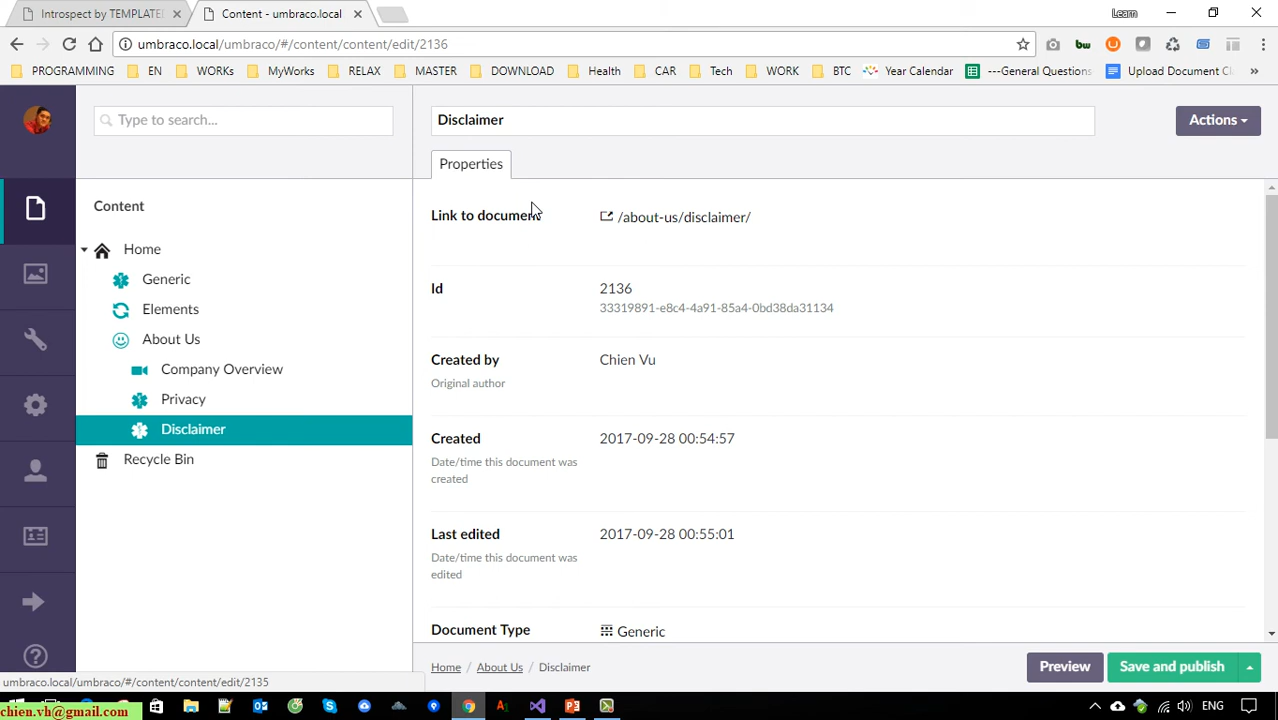 Introspect by TEMPLATE
Content - umbraco.local
Learn
umbraco.local/umbraco/#/content/content/edit/2136
PROGRAMMING
EN
WORKs
MyWorks
RELAX
MASTER
DOWNLOAD
Health
CAR
Tech
WORK
BTC
Year Calendar
---General Questions
Upload Document Cl
Type to search...
Disclaimer
Actions
Properties
Content
Home
Generic
Elements
About Us
Company Overview
Privacy
Disclaimer
Recycle Bin
Link to document
/about-us/disclaimer/
Id
2136
33319891-e8c4-4a91-85a4-0bd38da31134
Created by
Chien Vu
Original author
Created
2017-09-28 00:54:57
Date/time this document was
created
Last edited
2017-09-28 00:55:01
Date/time this document was
edited
Document Type
Generic
Home / About Us / Disclaimer
Preview
Save and publish
umbraco.local/umbraco/#/content/content/edit/2135
chien.vh@gmail.com
ENG